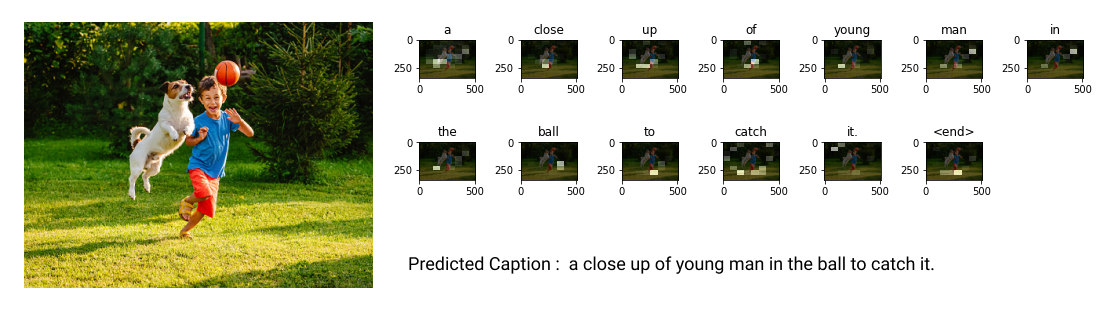 a close up of young man in
0 0 0 0 0 0 0
250 250 250 250 250 250 250
0 500 0 500 0 500 0 500 0 500 0 500 0 500
the ball to catch it. <end>
0 0 0 0 0 0
250 250 250 250 250 250
0 500 0 500 0 500 0 500 0 500 0 500
Predicted Caption : a close up of young man in the ball to catch it.